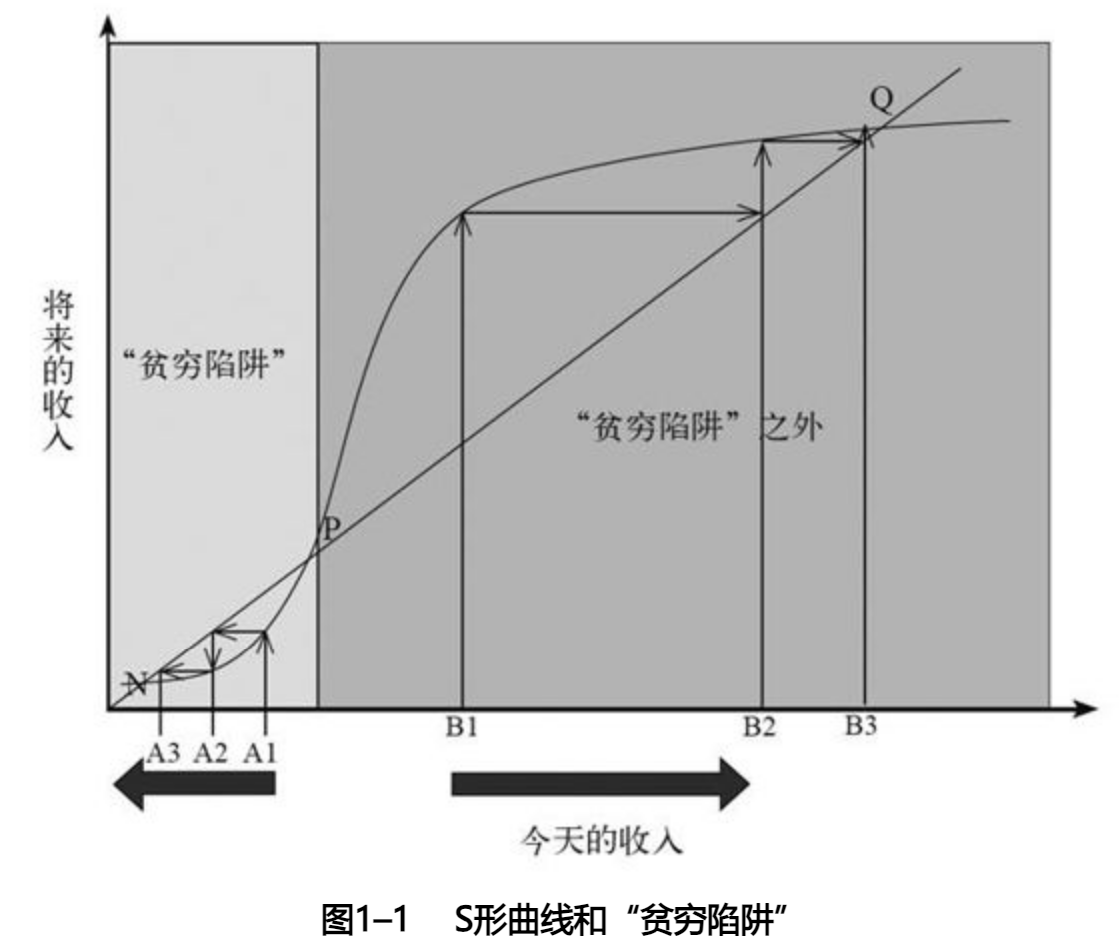 Q
将来的收入
“贫穷陷阱”
“贫穷陷阱”之外
P
N
A3 A2 A1
B1
B2
B3
今天的收入
图1–1 S形曲线和“贫穷陷阱”